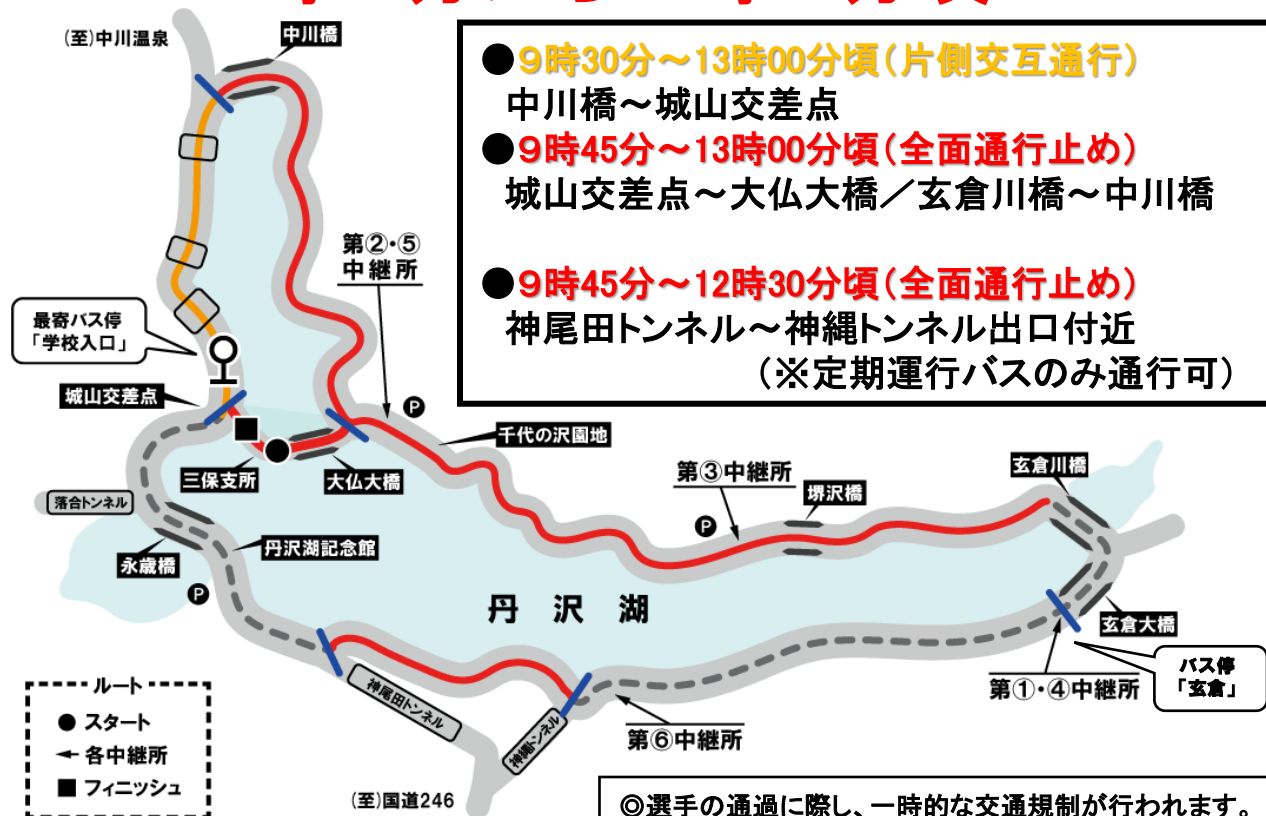 (至)中川温泉
中川橋
●9時30分～13時00分頃(片側交互通行)
中川橋～城山交差点
●9時45分～13時00分頃(全面通行止め)
城山交差点～大仏大橋／玄倉川橋～中川橋
●9時45分～12時30分頃(全面通行止め)
神尾田トンネル～神縄トンネル出口付近
(※定期運行バスのみ通行可)
第②・⑤
中継所
最寄バス停
「学校入口」
城山交差点
P
千代の沢園地
三保支所
大仏大橋
第③中継所
玄倉川橋
堺沢橋
落合トンネル
P
永歳橋
丹沢湖記念館
P
丹沢湖
玄倉大橋
バス停
「玄倉」
第①・④中継所
神尾田トンネル
神縄トンネル
第⑥中継所
ルート
●スタート
各中継所
■フィニッシュ
(至)国道246
◎選手の通過に際し、一時的な交通規制が行われます。